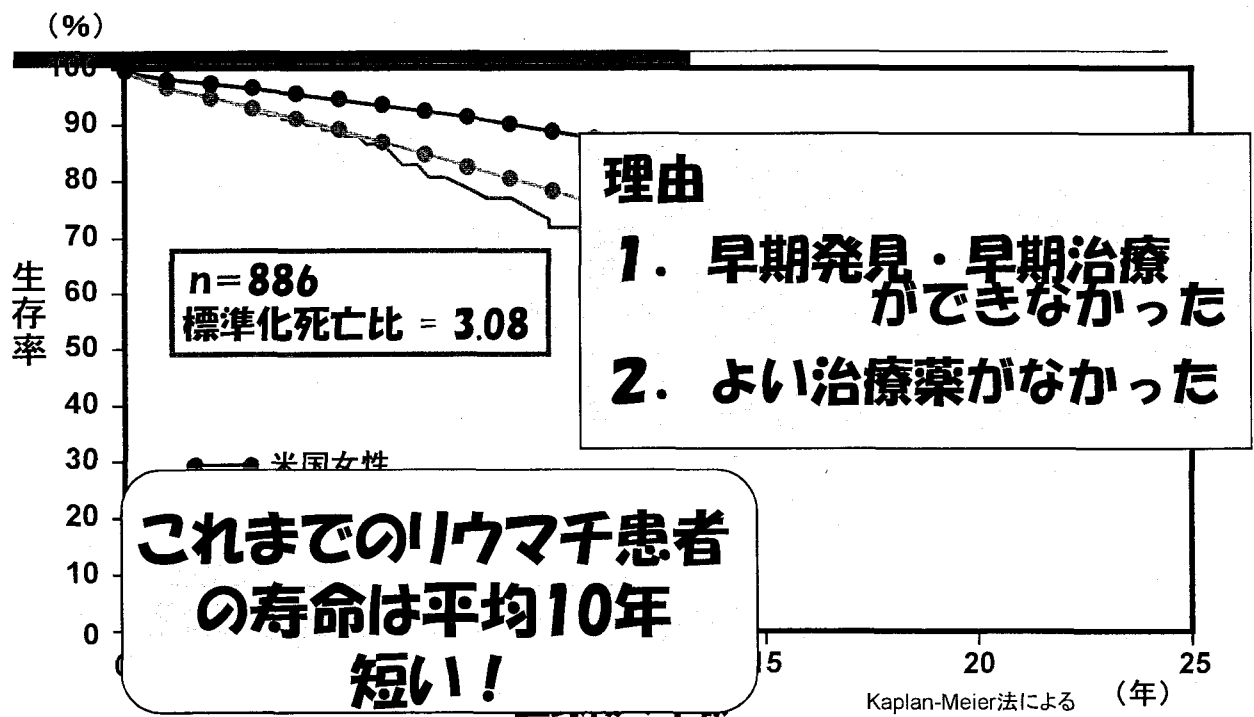 (%)
100
90
80
70
60
50
40
30
20
10
0
生存率
n=886
標準化死亡比 = 3.08
理由
1. 早期発見・早期治療
ができなかった
2. よい治療薬がなかった
米国女性
これまでのリウマチ患者
の寿命は平均10年
短い！
15
20
25
(年)
Kaplan-Meier法による